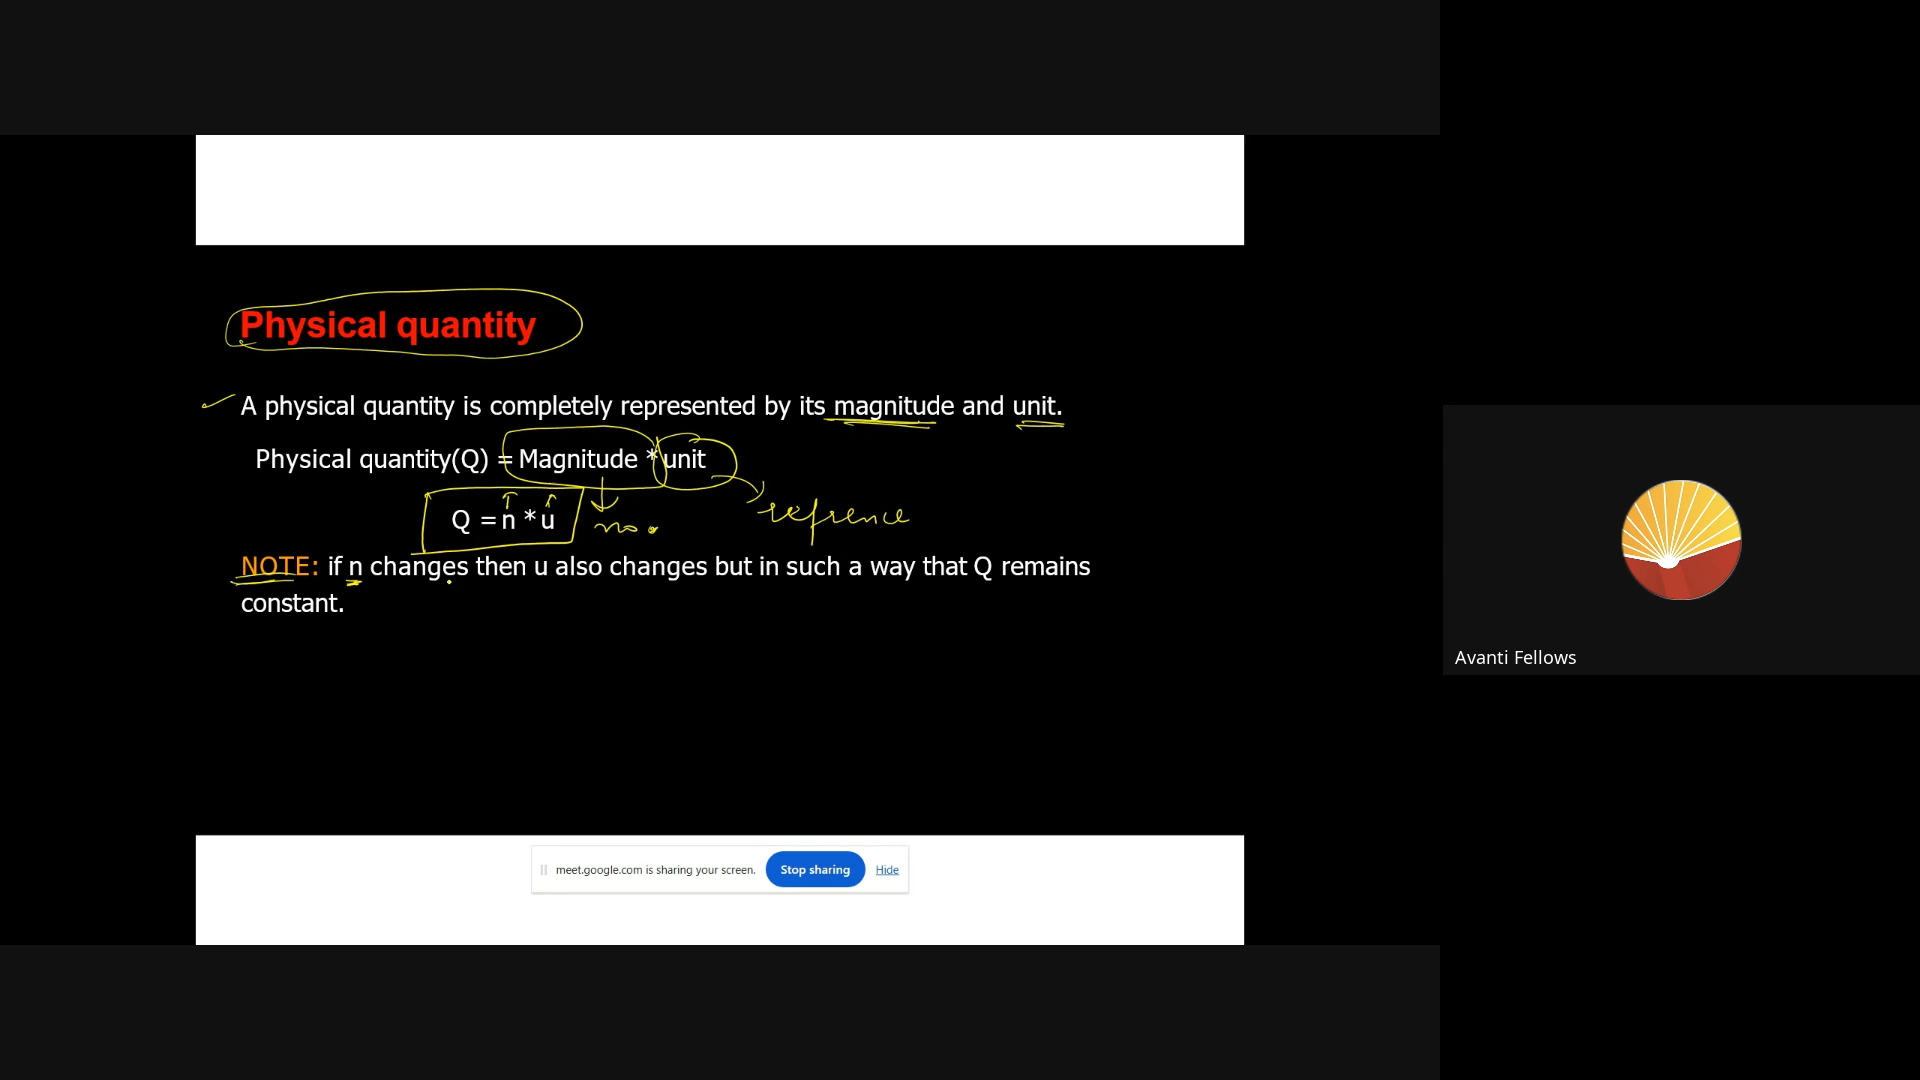 Physical quantity
A physical quantity is completely represented by its magnitude and unit.
Physical quantity(Q) = Magnitude * unit
Q = n * u
no.
refrence
NOTE: if n changes then u also changes but in such a way that Q remains
constant.
Avanti Fellows
meet.google.com is sharing your screen. Stop sharing Hide